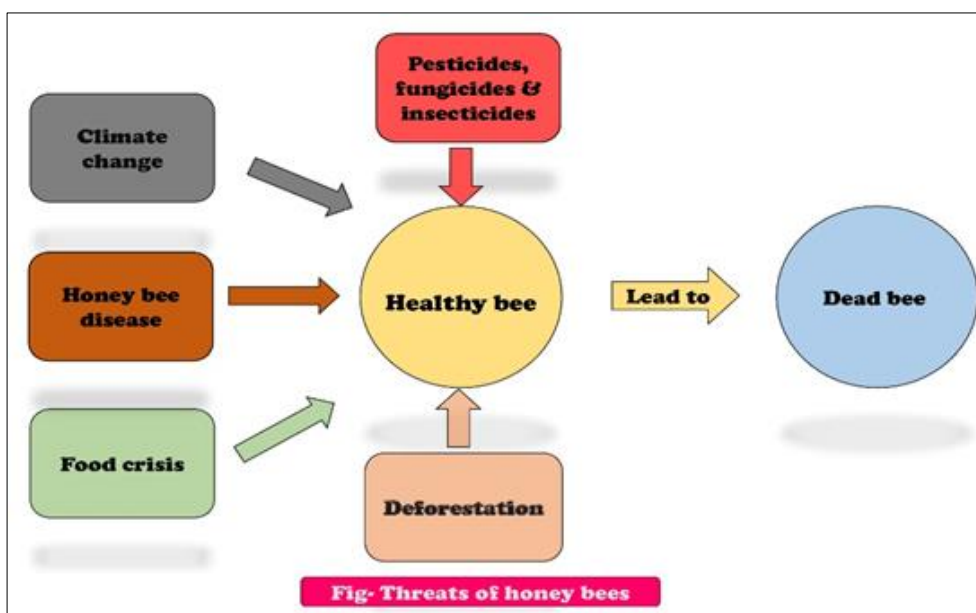 Pesticides,
fungicides &
insecticides
Climate
change
Honey bee
disease
Healthy bee
Lead to
Dead bee
Food crisis
Deforestation
Fig- Threats of honey bees